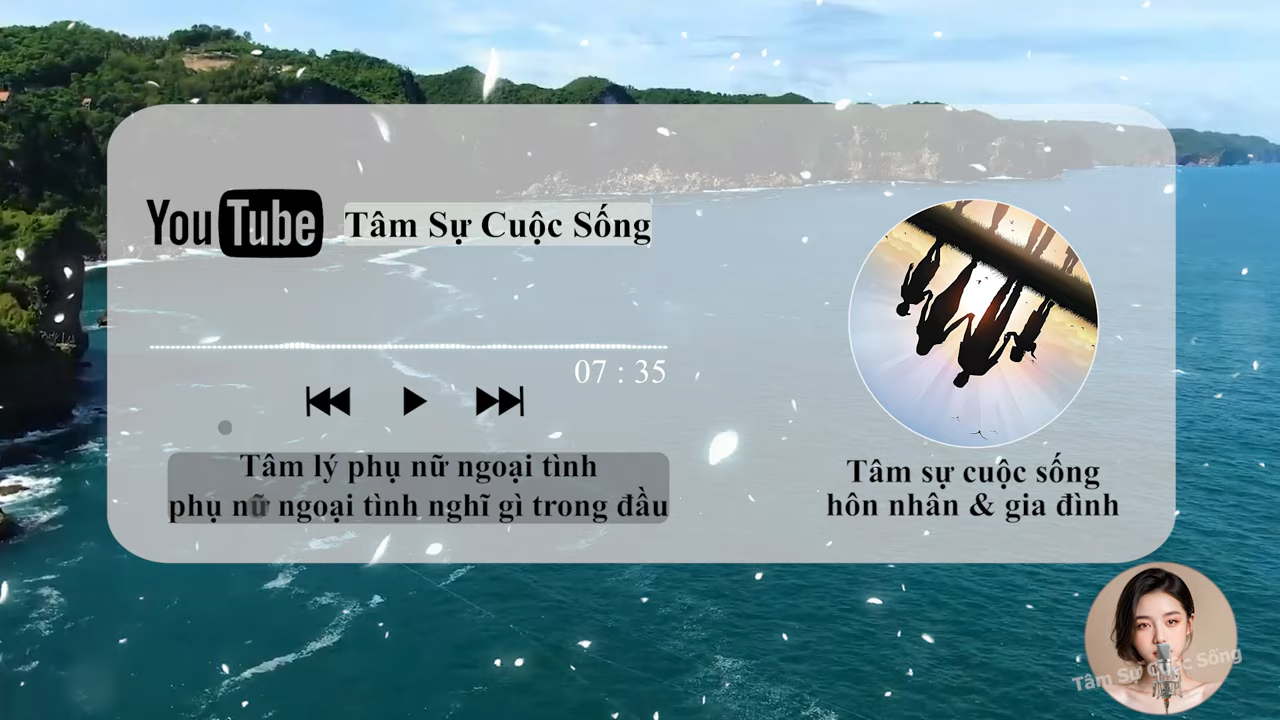 YouTube Tâm Sự Cuộc Sống
07 : 35
Tâm lý phụ nữ ngoại tình
phụ nữ ngoại tình nghĩ gì trong đầu
Tâm sự cuộc sống
hôn nhân & gia đình
Tâm Sự Cuộc Sống